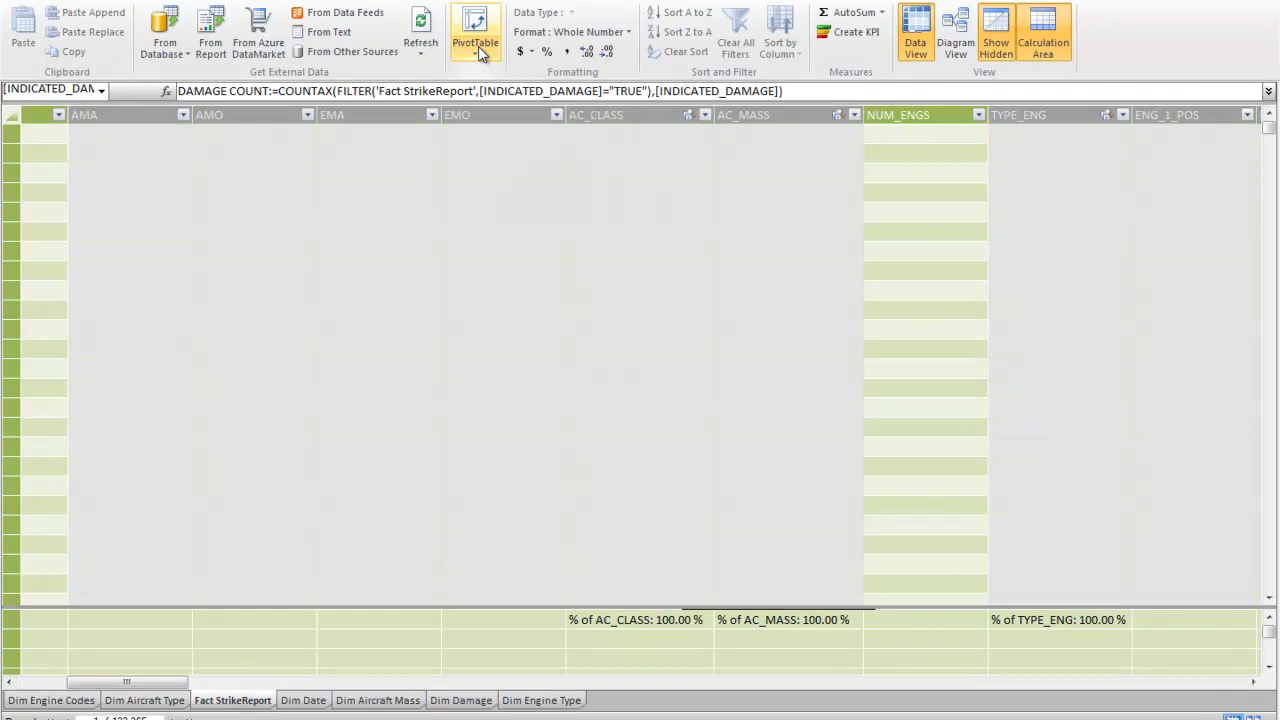 Paste
Paste Append
Paste Replace
Copy
Clipboard
From Database
From Report
From Azure DataMarket
From Data Feeds
From Text
From Other Sources
Get External Data
Refresh
PivotTable
Data Type :
Format : Whole Number
$ % , .00
Formatting
Sort A to Z
Sort Z to A
Clear Sort
Clear All Filters
Sort by Column
Sort and Filter
Σ AutoSum
Create KPI
Measures
Data View
Diagram View
Show Hidden
Calculation Area
View
[INDICATED_DAM
fx
DAMAGE COUNT:=COUNTAX(FILTER('Fact StrikeReport',[INDICATED_DAMAGE]="TRUE"),[INDICATED_DAMAGE])
AMA AMO EMA EMO AC_CLASS AC_MASS NUM_ENGS TYPE_ENG ENG_1_POS
% of AC_CLASS: 100.00 % % of AC_MASS: 100.00 % % of TYPE_ENG: 100.00 %
Dim Engine Codes Dim Aircraft Type Fact StrikeReport Dim Date Dim Aircraft Mass Dim Damage Dim Engine Type